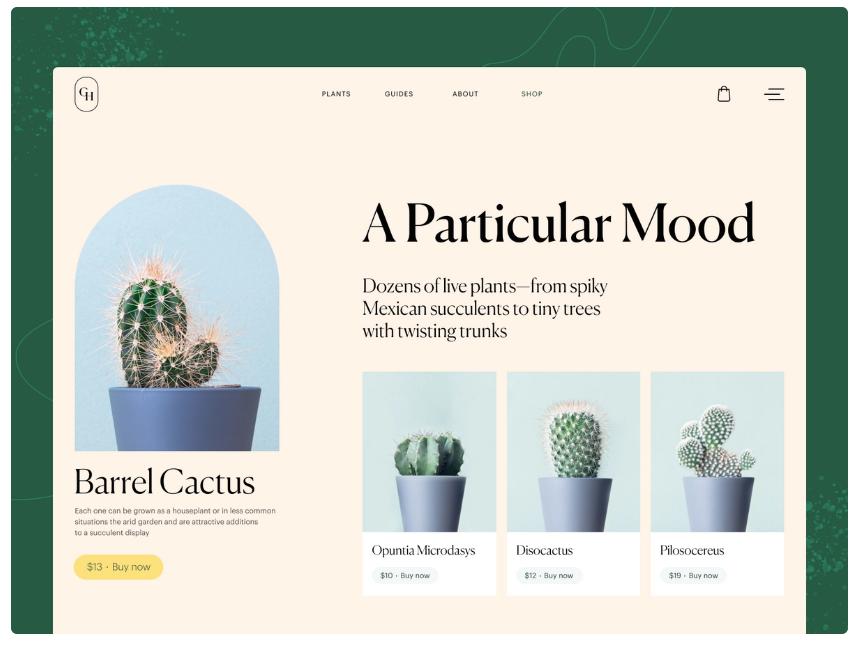 GH
PLANTS
GUIDES
ABOUT
SHOP
A Particular Mood
Dozens of live plants—from spiky
Mexican succulents to tiny trees
with twisting trunks
Barrel Cactus
Each one can be grown as a houseplant or in less common
situations the arid garden and are attractive additions
to a succulent display
$13 · Buy now
Opuntia Microdasys
$10 · Buy now
Disocactus
$12 · Buy now
Pilosocereus
$19 · Buy now